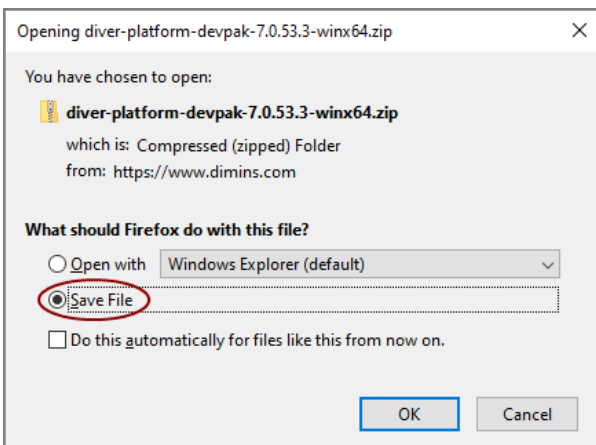 Opening diver-platform-devpak-7.0.53.3-winx64.zip
You have chosen to open:
diver-platform-devpak-7.0.53.3-winx64.zip
which is: Compressed (zipped) Folder
from: https://www.dimins.com
What should Firefox do with this file?
Open with Windows Explorer (default)
Save File
Do this automatically for files like this from now on.
OK Cancel